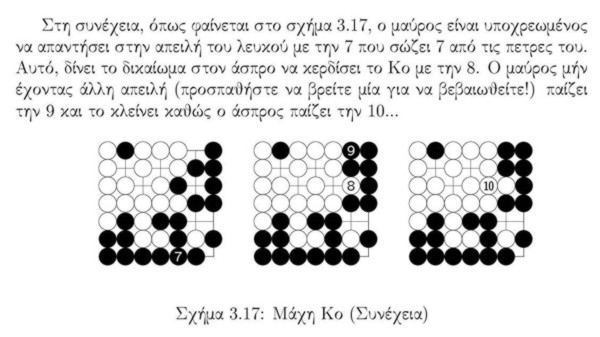 Στη συνέχεια, όπως φαίνεται στο σχήμα 3.17, ο μαύρος είναι υποχρεωμένος
να απαντήσει στην απειλή του λευκού με την 7 που σώζει 7 από τις πετρες του.
Αυτό, δίνει το δικαίωμα στον άσπρο να κερδίσει το Κο με την 8. Ο μαύρος μήν
έχοντας άλλη απειλή (προσπαθήστε να βρείτε μία για να βεβαιωθείτε!) παίζει
την 9 και το κλείνει καθώς ο άσπρος παίζει την 10...
9
8
10
7
Σχήμα 3.17: Μάχη Κο (Συνέχεια)